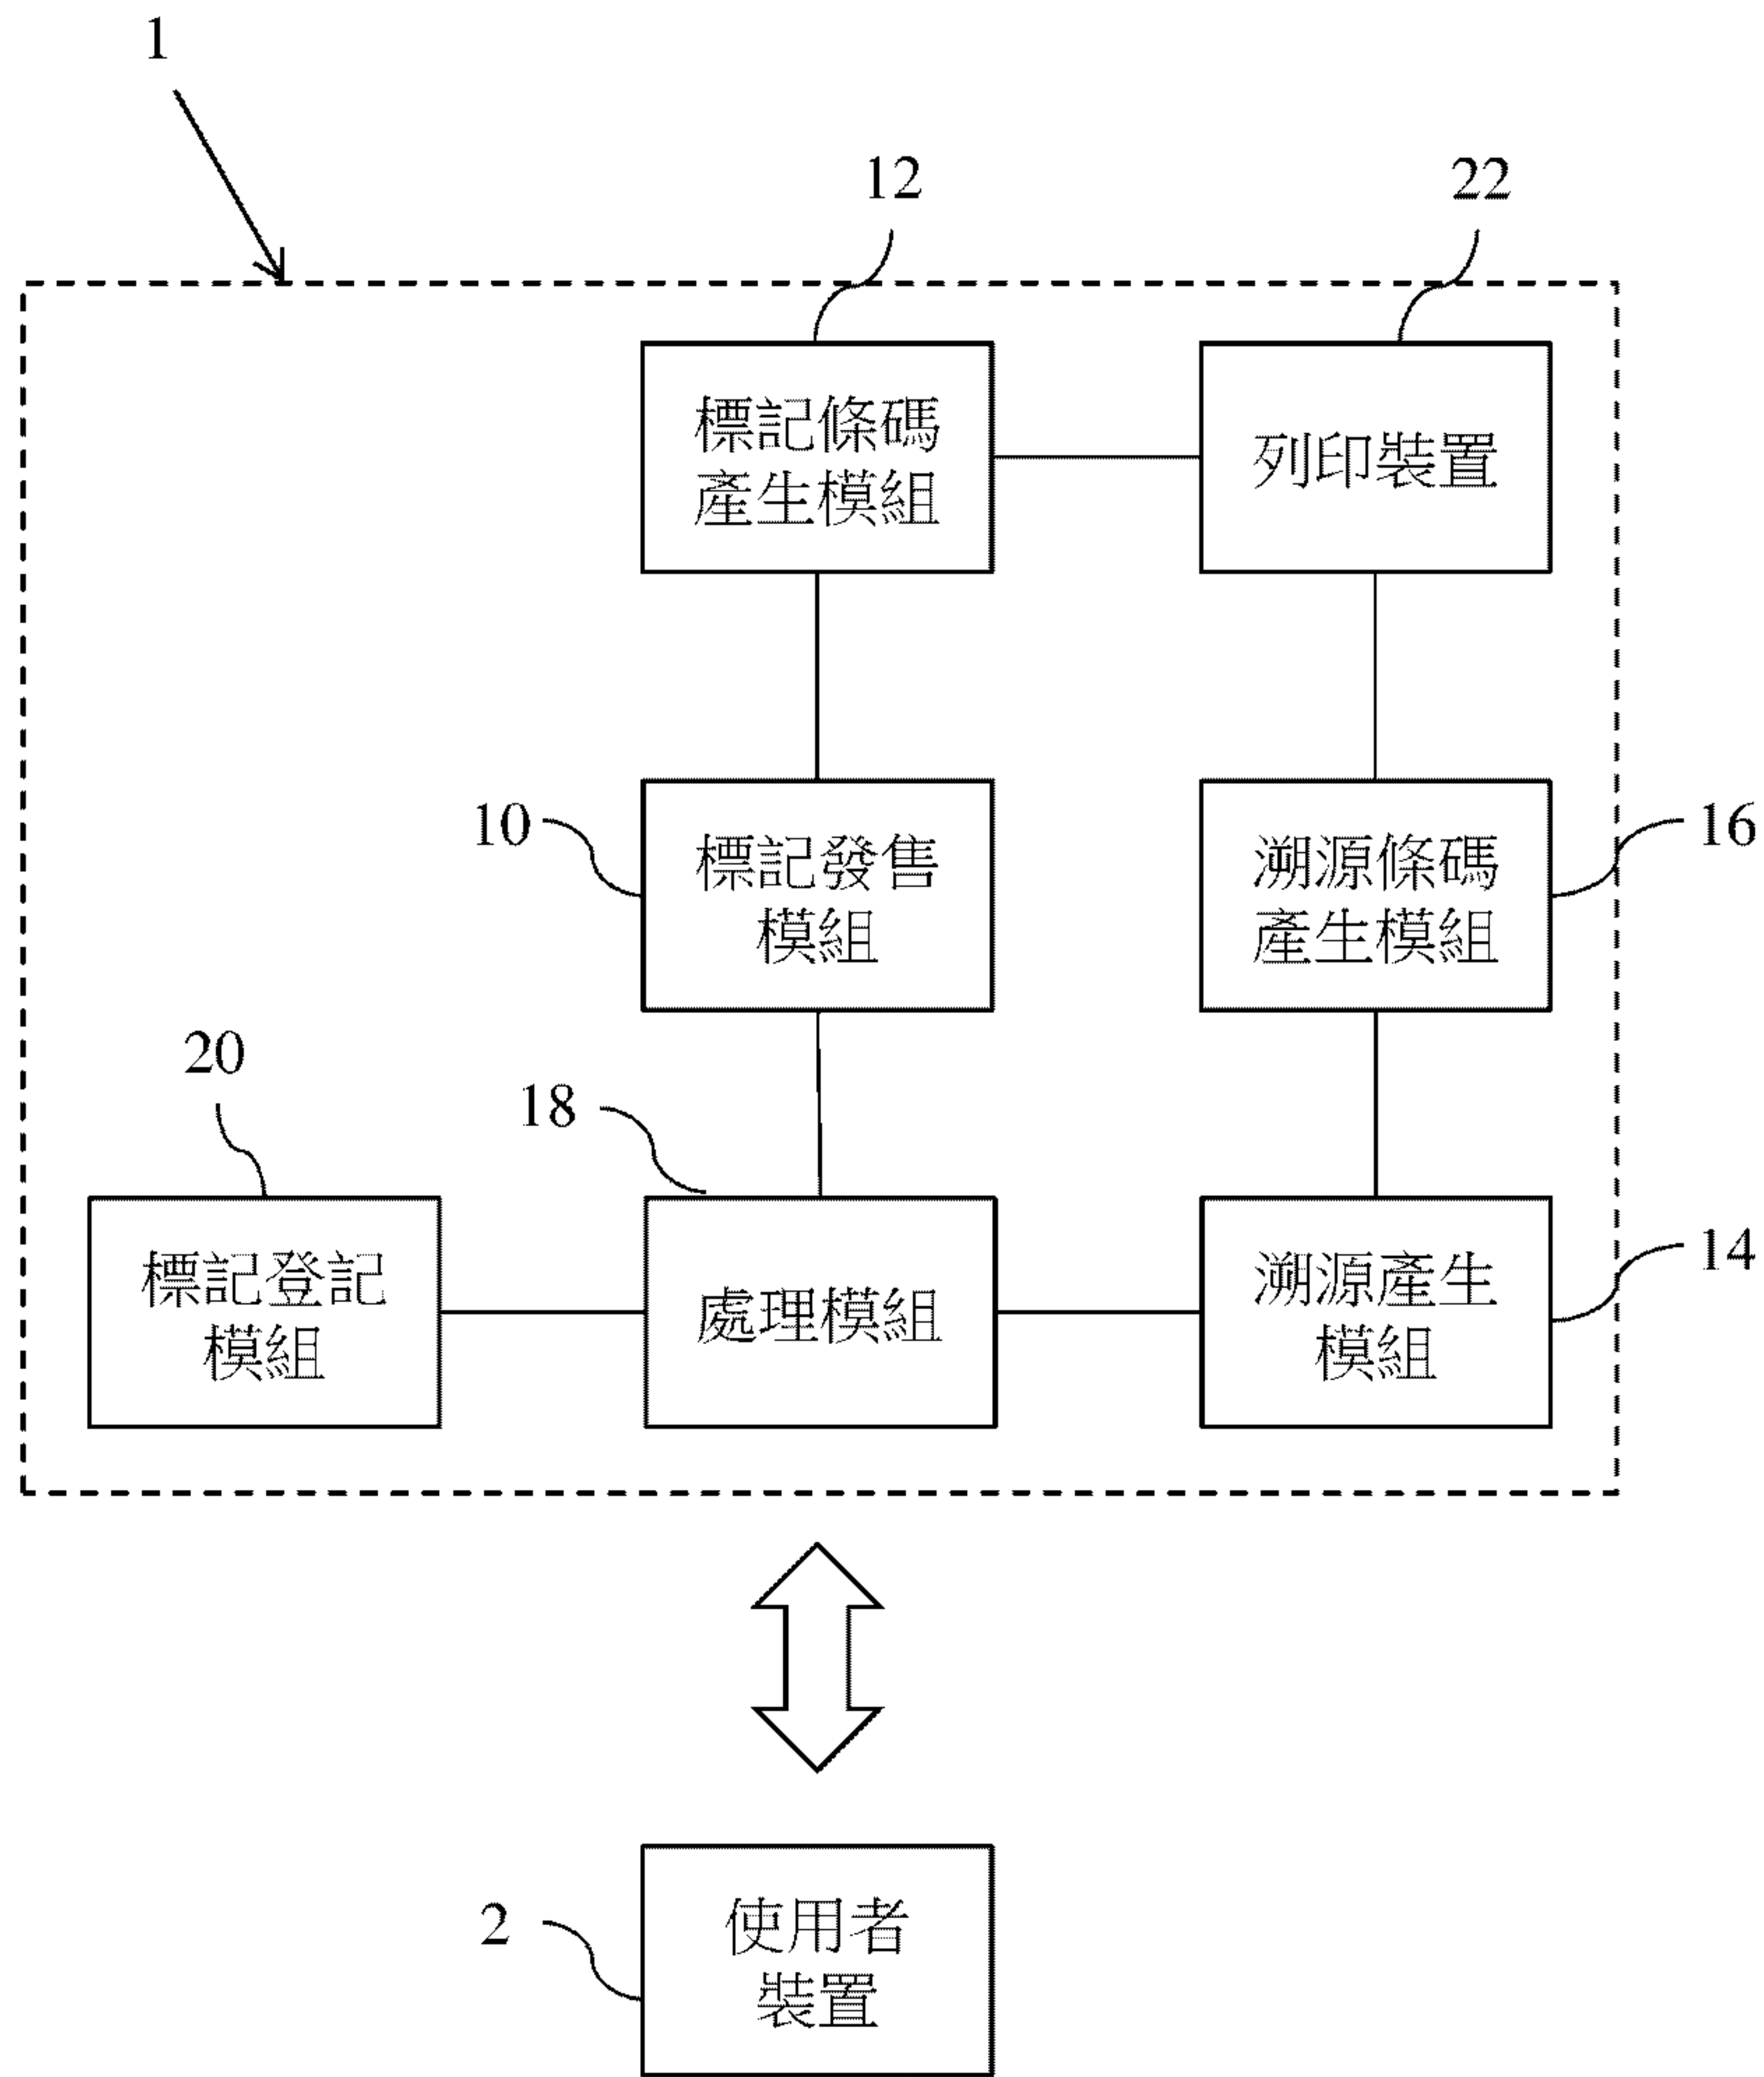 1
12
22
標記條碼
產生模組
列印裝置
10
標記發售
模組
溯源條碼
產生模組
16
20
18
標記登記
模組
處理模組
溯源產生
模組
14
2
使用者
裝置